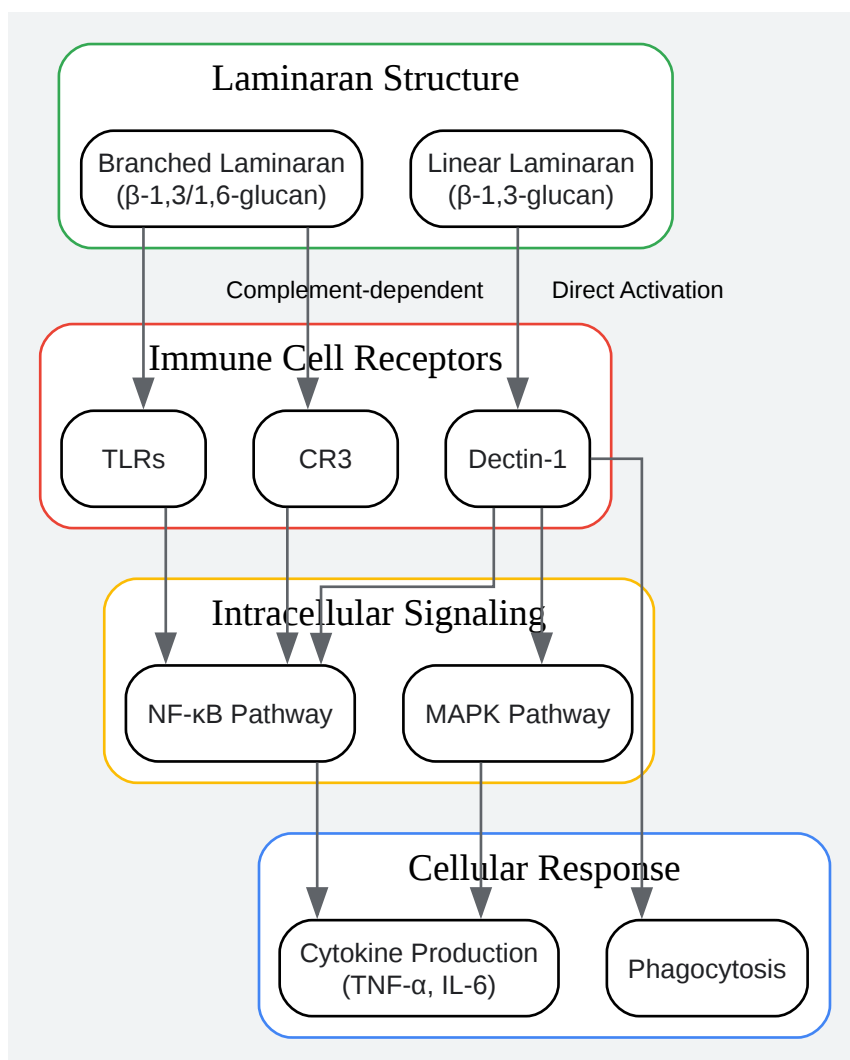 Laminaran Structure
Branched Laminaran
(β-1,3/1,6-glucan)
Linear Laminaran
(β-1,3-glucan)
Complement-dependent
Direct Activation
Immune Cell Receptors
TLRs
CR3
Dectin-1
Intracellular Signaling
NF-κB Pathway
MAPK Pathway
Cellular Response
Cytokine Production
(TNF-α, IL-6)
Phagocytosis